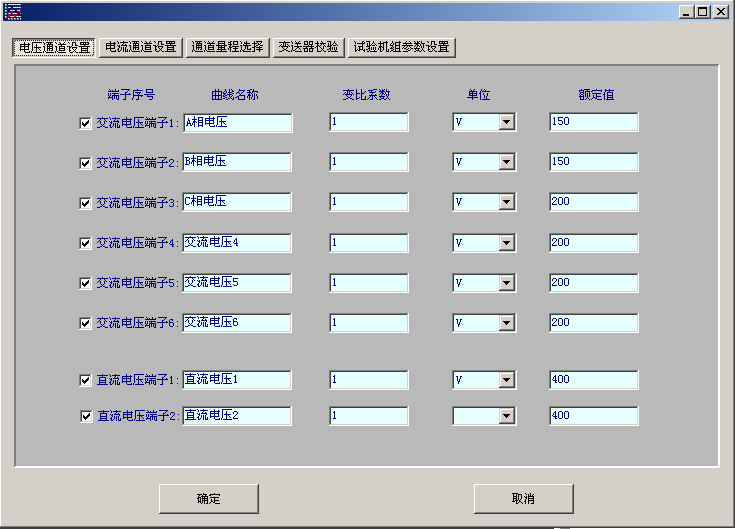 电压通道设置 电流通道设置 通道量程选择 变送器校验 试验机组参数设置
端子序号 曲线名称 变比系数 单位 额定值
交流电压端子1: A相电压 1 V 150
交流电压端子2: B相电压 1 V 150
交流电压端子3: C相电压 1 V 200
交流电压端子4: 交流电压4 1 V 200
交流电压端子5: 交流电压5 1 V 200
交流电压端子6: 交流电压6 1 V 200
直流电压端子1: 直流电压1 1 V 400
直流电压端子2: 直流电压2 1 400
确定 取消